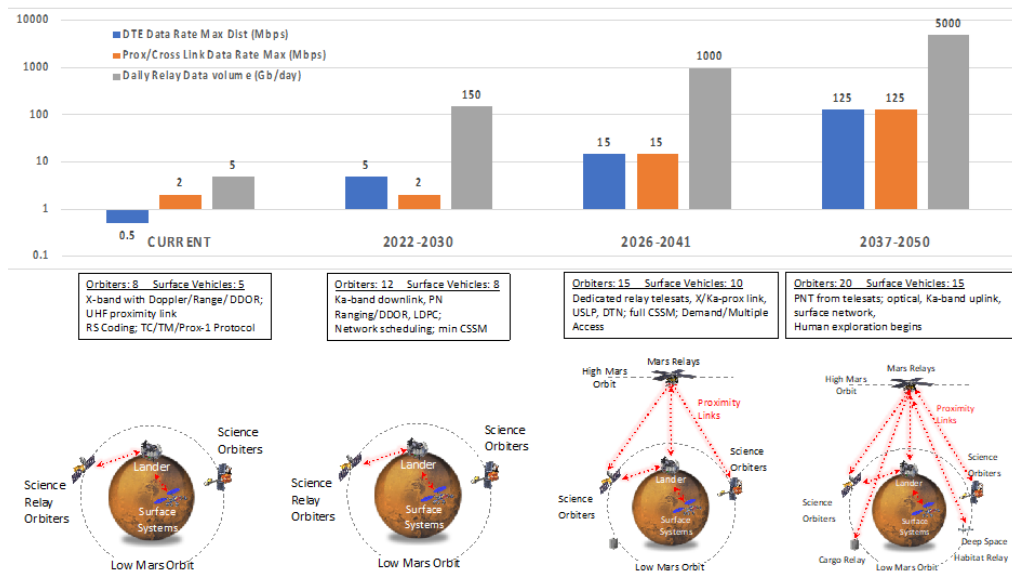 10000
1000
100
10
1
0.1
DTE Data Rate Max Dist (Mbps)
Prox/Cross Link Data Rate Max (Mbps)
Daily Relay Data volume (Gb/day)
0.5
2
5
5
2
150
15
15
1000
125
125
5000
CURRENT
2022-2030
2026-2041
2037-2050
Orbiters: 8 Surface Vehicles: 5
X-band with Doppler/Range/ DDOR;
UHF proximity link
RS Coding; TC/TM/Prox-1 Protocol
Orbiters: 12 Surface Vehicles: 8
Ka-band downlink, PN
Ranging/DDOR, LDPC;
Network scheduling; min CSSM
Orbiters: 15 Surface Vehicles: 10
Dedicated relay telesats, X/Ka-prox link,
USLP, DTN; full CSSM; Demand/Multiple
Access
Orbiters: 20 Surface Vehicles: 15
PNT from telesats; optical, Ka-band uplink,
surface network,
Human exploration begins
Science
Orbiters
Lander
Science
Relay
Orbiters
Surface
Systems
Low Mars Orbit
Science
Orbiters
Lander
Science
Relay
Orbiters
Surface
Systems
Low Mars Orbit
Mars Relays
High Mars
Orbit
Proximity
Links
Science
Orbiters
Lander
Science
Orbiters
Surface
Systems
Low Mars Orbit
Mars Relays
High Mars
Orbit
Proximity
Links
Science
Orbiters
Lander
Science
Orbiters
Surface
Systems
Deep Space
Habitat Relay
Cargo Relay
Low Mars Orbit